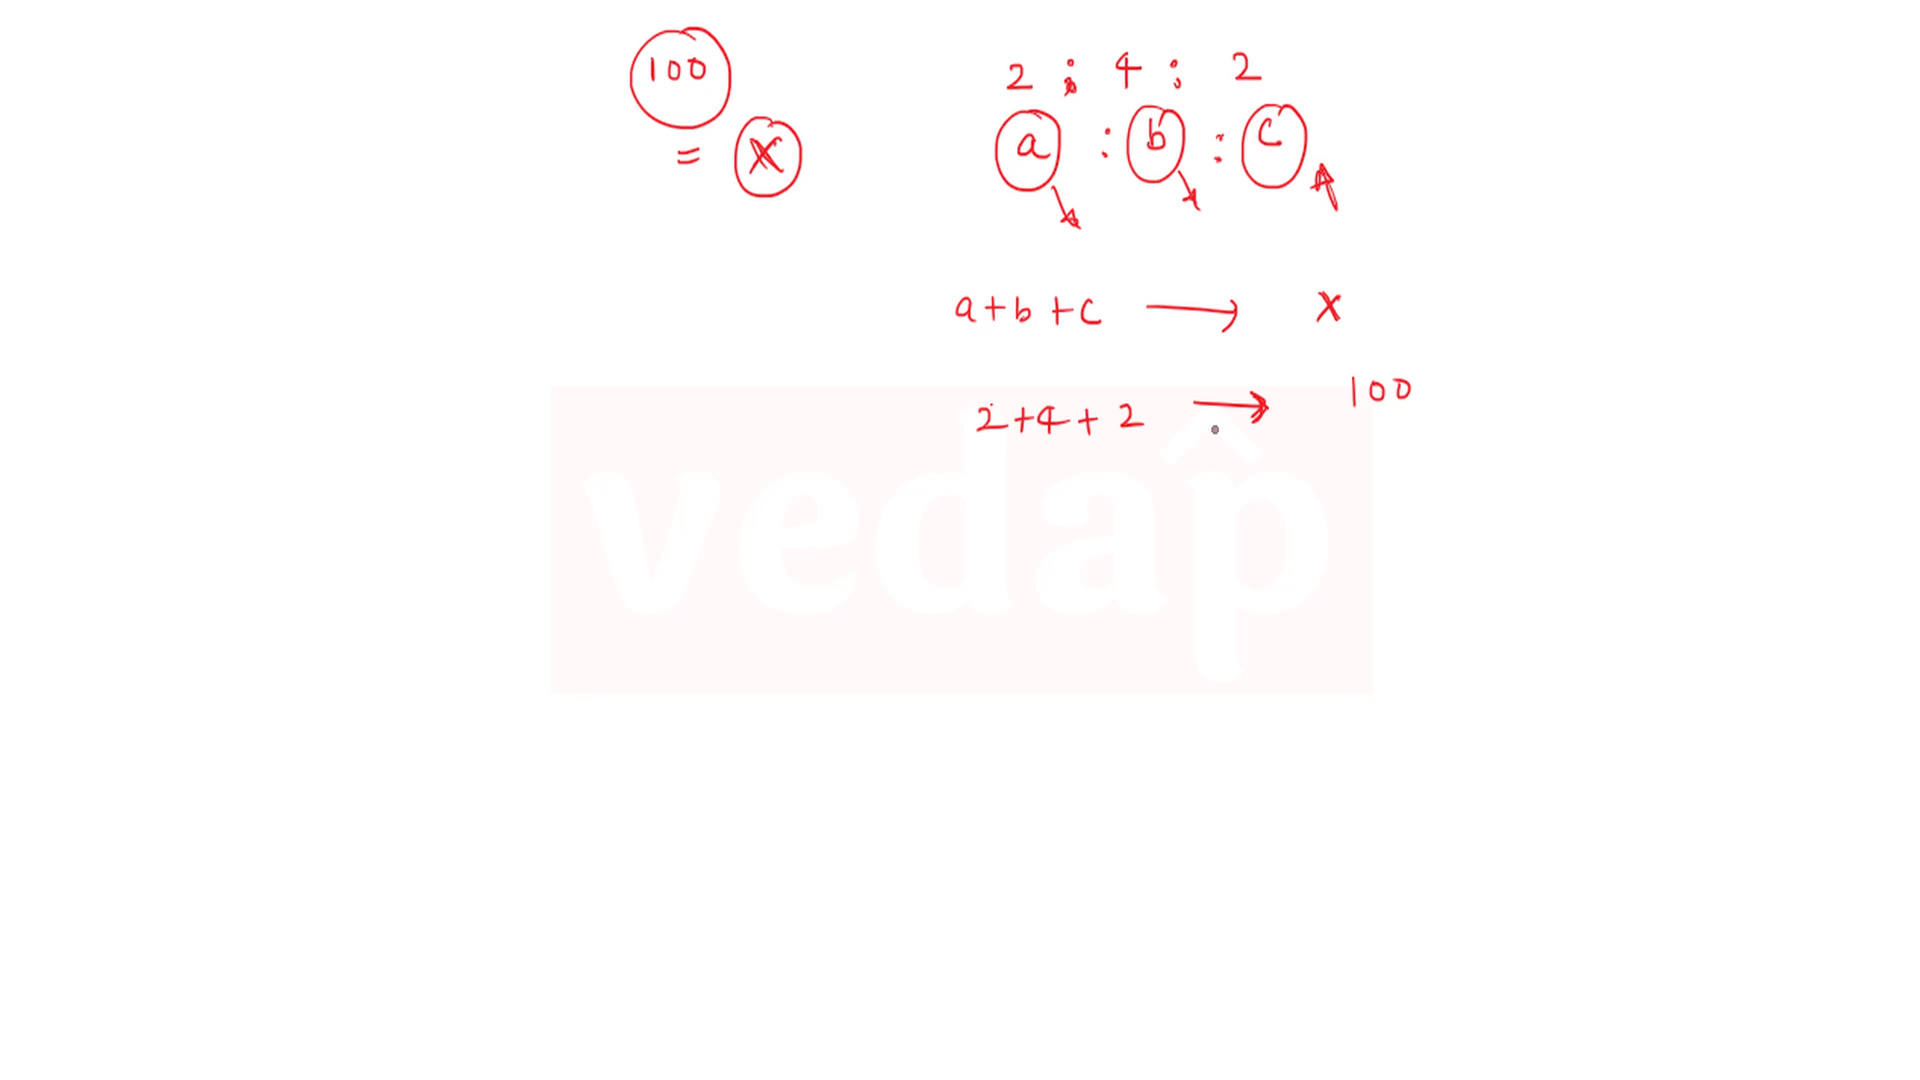 100
= x
2 : 4 : 2
a : b : c
a+b+c → x
2+4+2 → 100
vedap